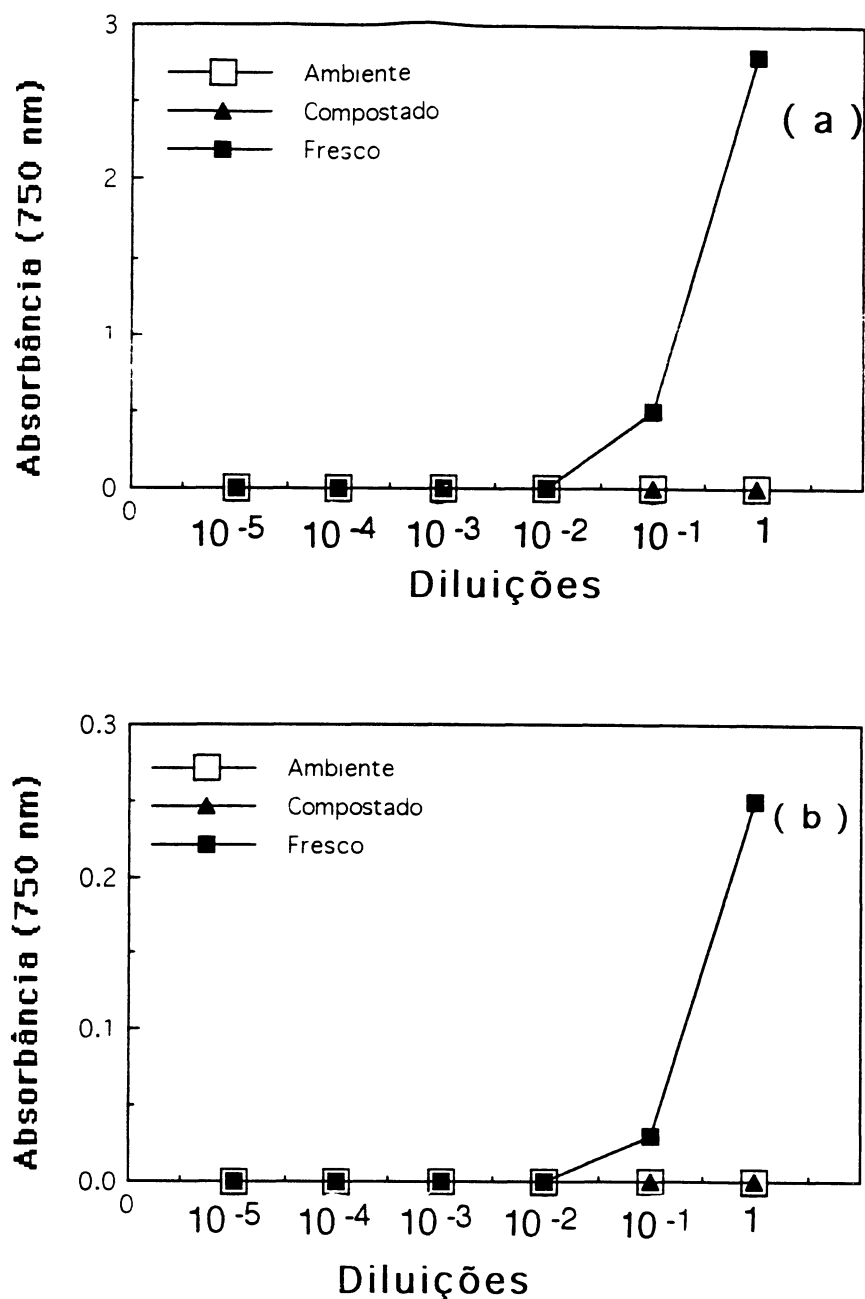 3
Ambiente
Compostado
Fresco
( a )
2
1
0
0
10-5 10-4 10-3 10-2 10-1 1
Absorbância (750 nm)
Diluições
0.3
Ambiente
Compostado
Fresco
( b )
0.2
0.1
0.0
0
10-5 10-4 10-3 10-2 10-1 1
Absorbância (750 nm)
Diluições